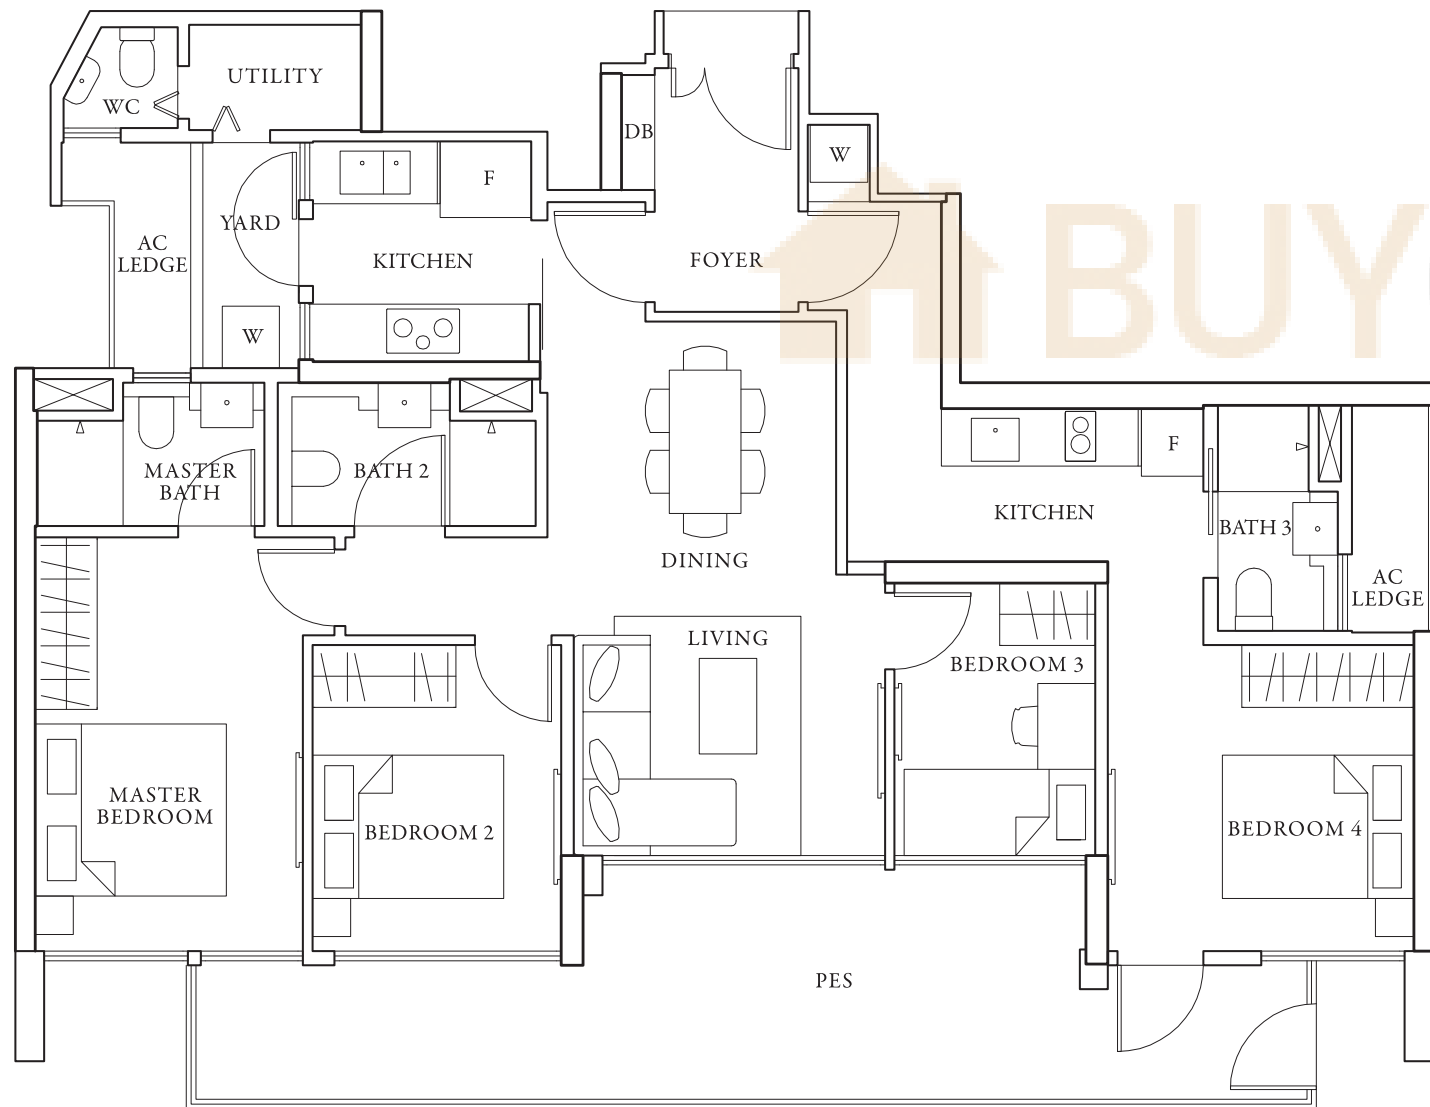 UTILITY
WC
DB
W
F
YARD
AC
LEDGE
KITCHEN
FOYER
BUY
W
MASTER
BATH
BATH 2
F
KITCHEN
BATH 3
DINING
AC
LEDGE
LIVING
BEDROOM 3
MASTER
BEDROOM
BEDROOM 2
BEDROOM 4
PES